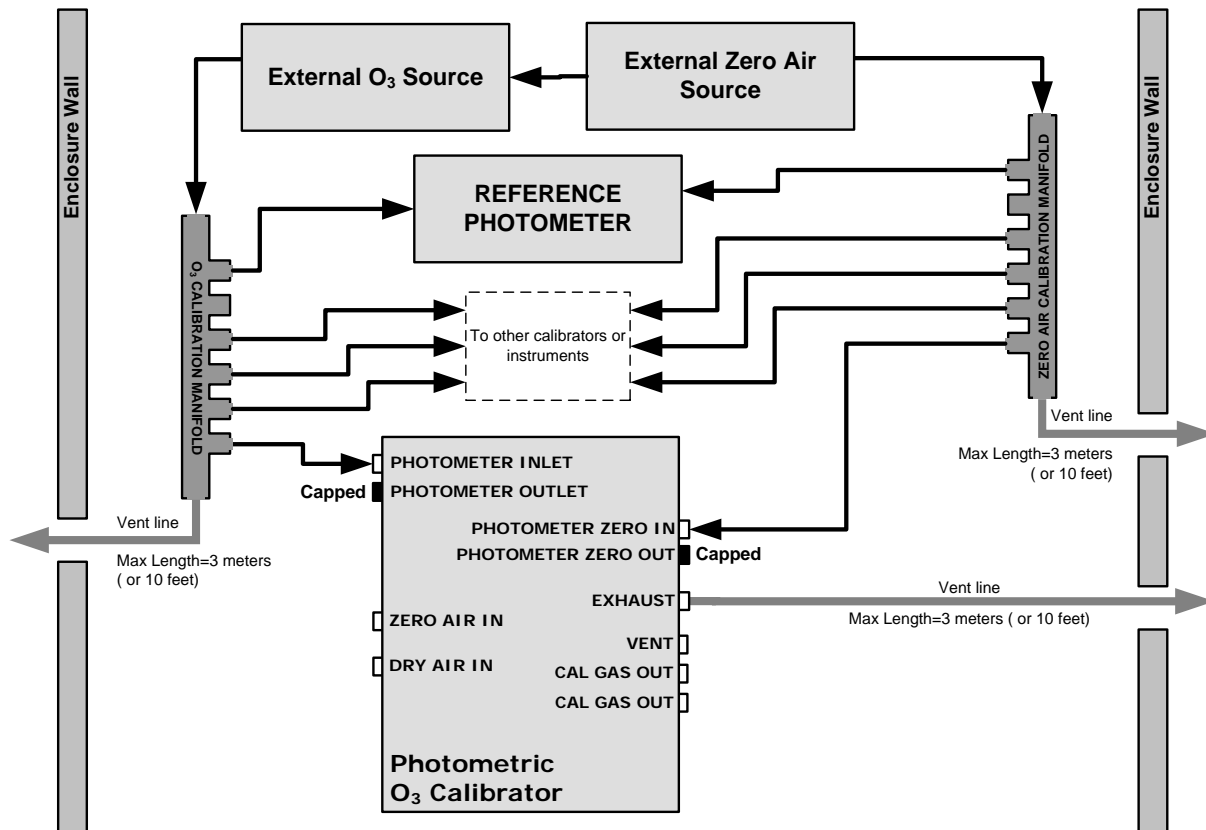 Enclosure Wall
External O₃ Source
External Zero Air
Source
Enclosure Wall
REFERENCE
PHOTOMETER
O₃ CALIBRATION MANIFOLD
ZERO AIR CALIBRATION MANIFOLD
To other calibrators or
instruments
Vent line
Max Length=3 meters
( or 10 feet)
PHOTOMETER INLET
Capped
PHOTOMETER OUTLET
PHOTOMETER ZERO IN
PHOTOMETER ZERO OUT
Capped
Vent line
Max Length=3 meters
( or 10 feet)
EXHAUST
Vent line
Max Length=3 meters ( or 10 feet)
ZERO AIR IN
VENT
DRY AIR IN
CAL GAS OUT
CAL GAS OUT
Photometric
O₃ Calibrator